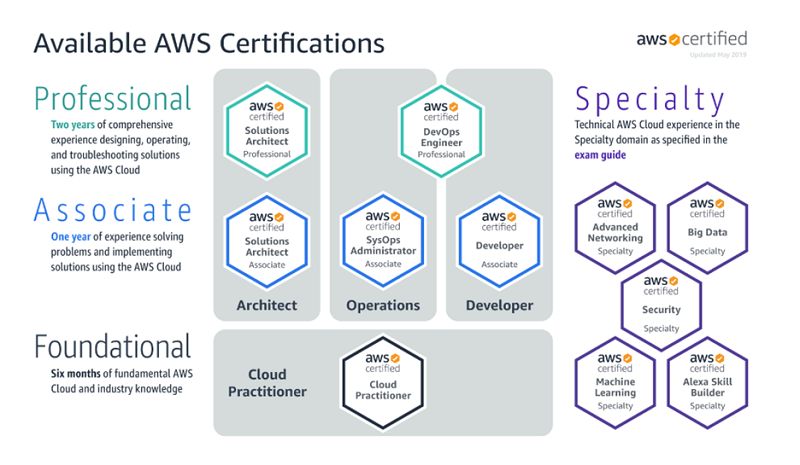 Available AWS Certifications
aws certified
Updated May 2019
Professional
Two years of comprehensive
experience designing, operating,
and troubleshooting solutions
using the AWS Cloud
aws
certified
Solutions
Architect
Professional
aws
certified
DevOps
Engineer
Professional
Associate
One year of experience solving
problems and implementing
solutions using the AWS Cloud
aws
certified
Solutions
Architect
Associate
aws
certified
SysOps
Administrator
Associate
aws
certified
Developer
Associate
Architect
Operations
Developer
Foundational
Six months of fundamental AWS
Cloud and industry knowledge
Cloud
Practitioner
aws
certified
Cloud
Practitioner
Specialty
Technical AWS Cloud experience in the
Specialty domain as specified in the
exam guide
aws
certified
Advanced
Networking
Specialty
aws
certified
Big Data
Specialty
aws
certified
Security
Specialty
aws
certified
Machine
Learning
Specialty
aws
certified
Alexa Skill
Builder
Specialty